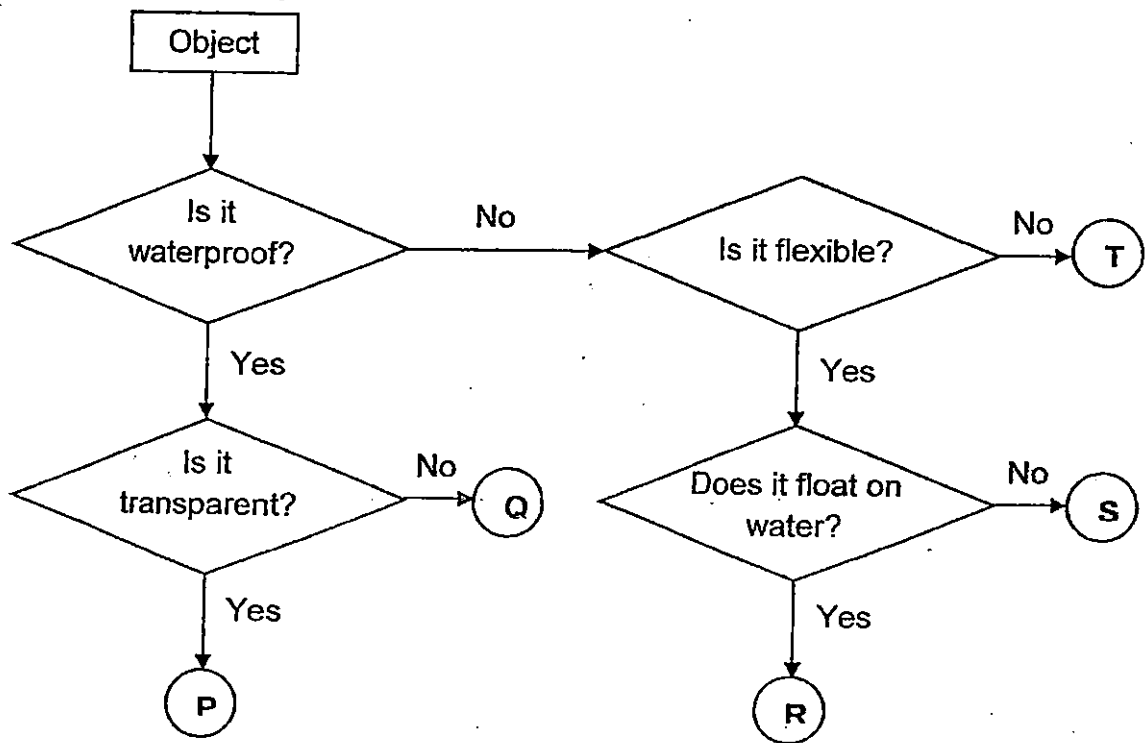 Object
Is it
waterproof?
No
Is it flexible?
No
T
Yes
Yes
Is it
transparent?
No
Q
Does it float on
water?
No
S
Yes
Yes
P
R